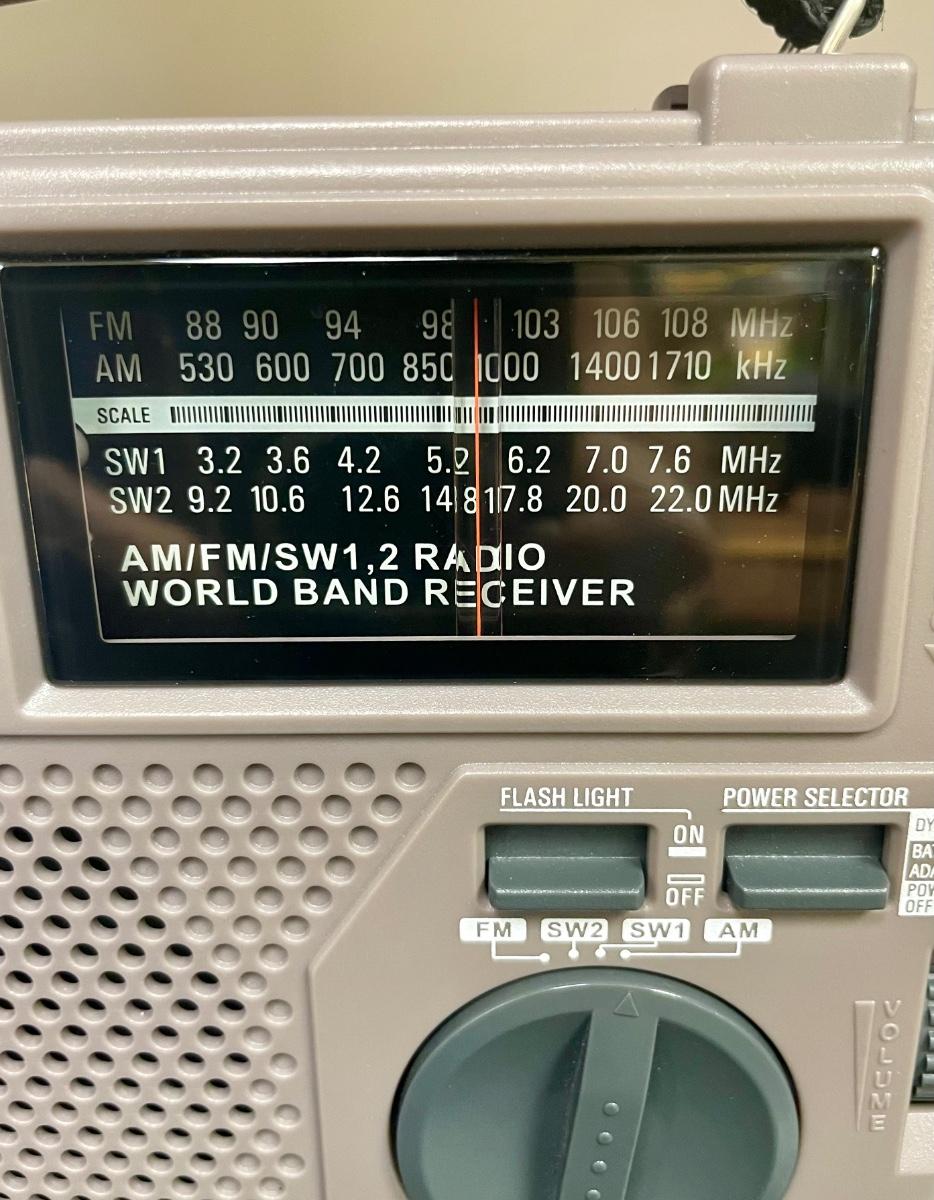 FM 88 90 94 98 103 106 108 MHz
AM 530 600 700 850 1000 1400 1710 kHz
SCALE
SW1 3.2 3.6 4.2 5.2 6.2 7.0 7.6 MHz
SW2 9.2 10.6 12.6 14.8 17.8 20.0 22.0 MHz
AM/FM/SW1,2 RADIO
WORLD BAND RECEIVER
FLASH LIGHT
POWER SELECTOR
ON
OFF
OFF
FM SW2 SW1 AM
VOLUME